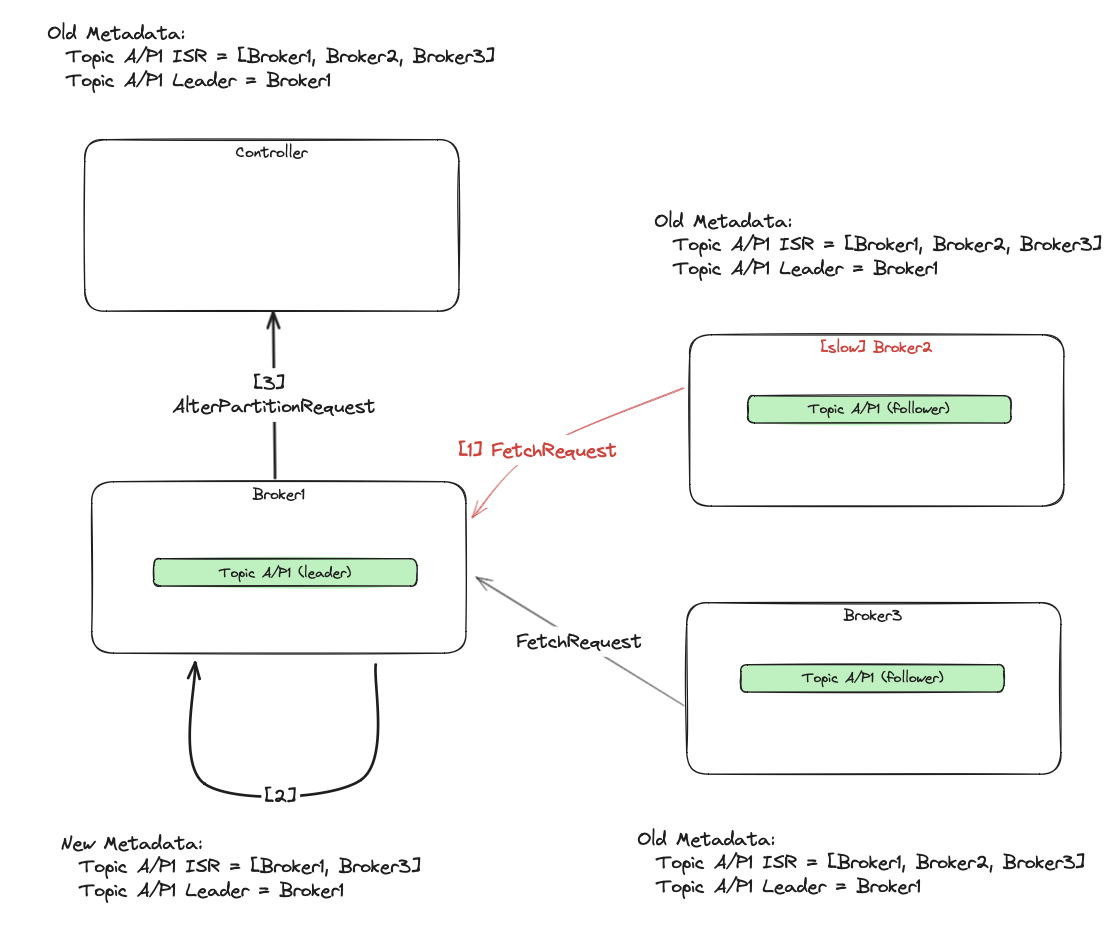 Old Metadata:
Topic A/P1 ISR = [Broker1, Broker2, Broker3]
Topic A/P1 Leader = Broker1
Controller
Old Metadata:
Topic A/P1 ISR = [Broker1, Broker2, Broker3]
Topic A/P1 Leader = Broker1
[slow] Broker2
Topic A/P1 (follower)
[3]
AlterPartitionRequest
[1] FetchRequest
Broker1
Topic A/P1 (leader)
FetchRequest
Broker3
Topic A/P1 (follower)
[2]
New Metadata:
Topic A/P1 ISR = [Broker1, Broker3]
Topic A/P1 Leader = Broker1
Old Metadata:
Topic A/P1 ISR = [Broker1, Broker2, Broker3]
Topic A/P1 Leader = Broker1